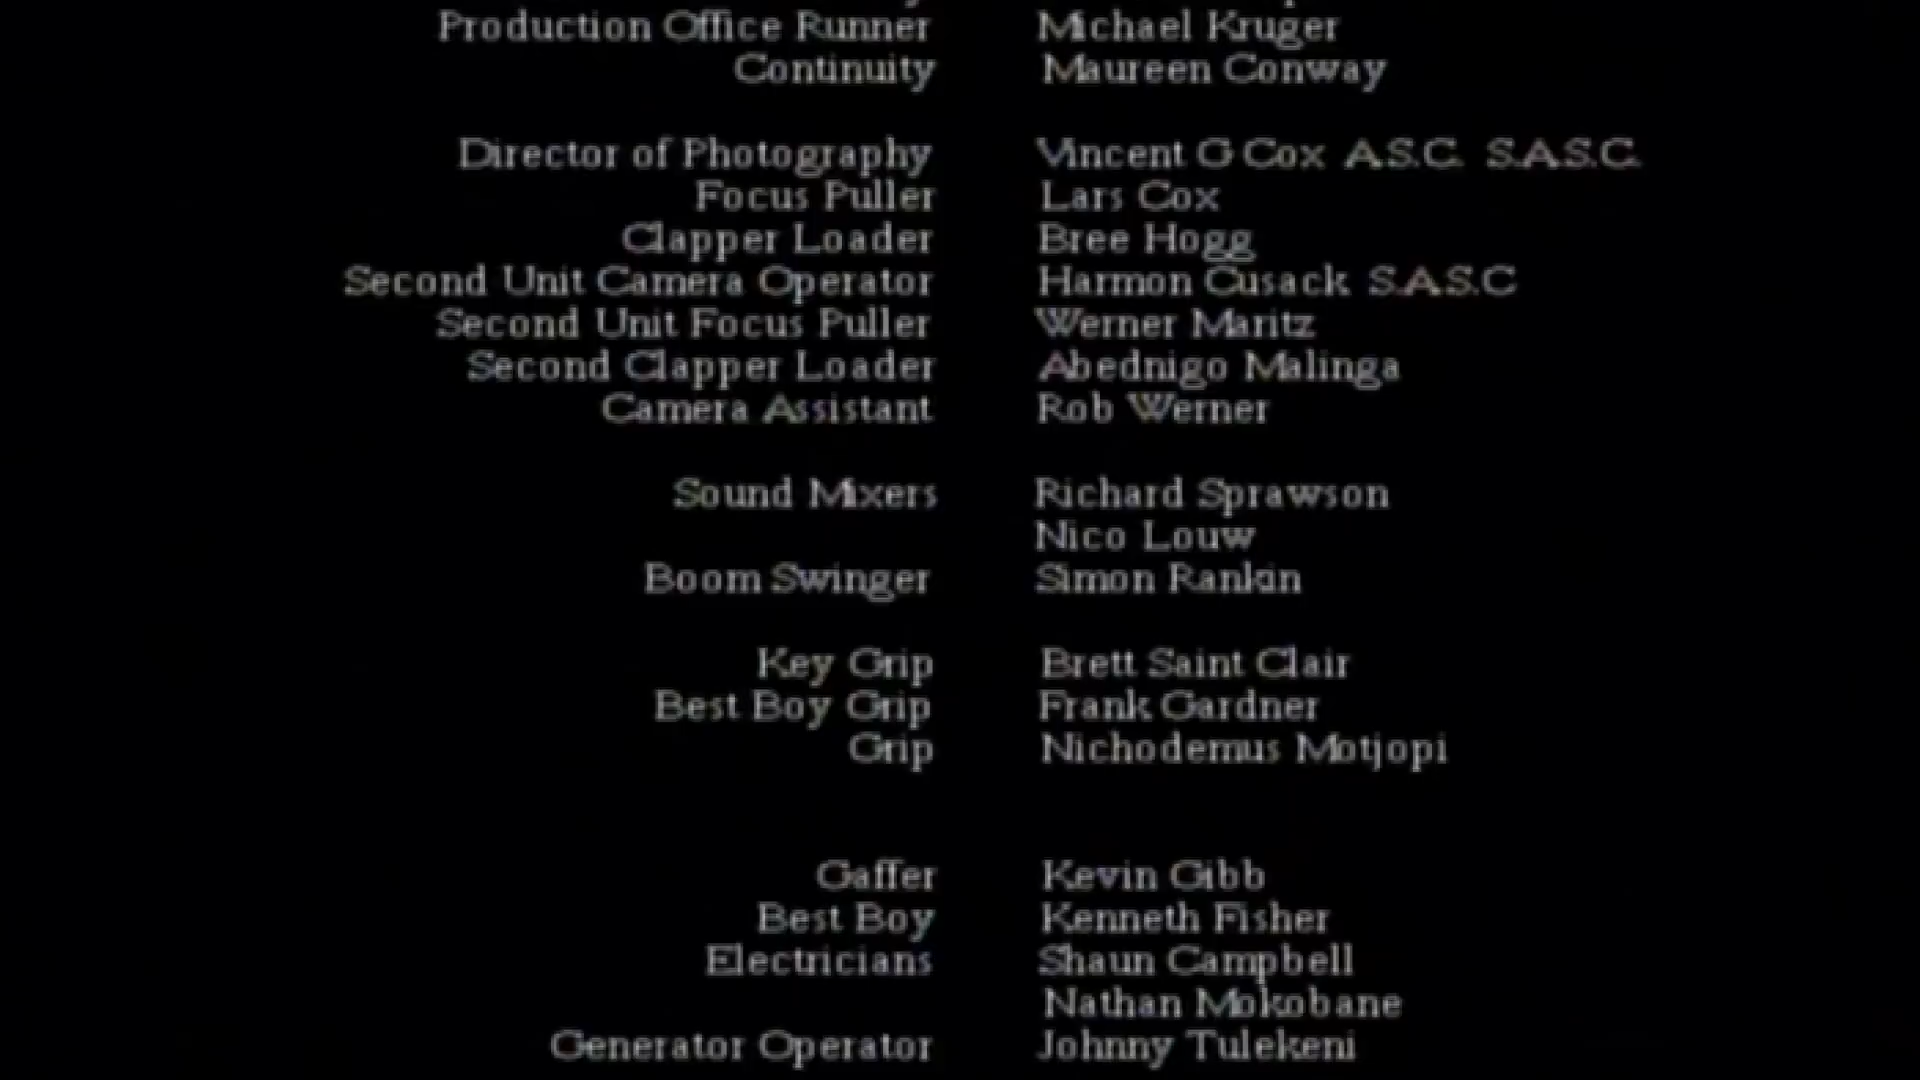 Production Office Runner Michael Kruger
Continuity Maureen Conway
Director of Photography Vincent G Cox A.S.C. S.A.S.C.
Focus Puller Lars Cox
Clapper Loader Bree Hogg
Second Unit Camera Operator Harmon Cusack S.A.S.C
Second Unit Focus Puller Werner Maritz
Second Clapper Loader Abednigo Malinga
Camera Assistant Rob Werner
Sound Mixers Richard Sprawson
Nico Louw
Boom Swinger Simon Rankin
Key Grip Brett Saint Clair
Best Boy Grip Frank Gardner
Grip Nichodemus Motjopi
Gaffer Kevin Gibb
Best Boy Kenneth Fisher
Electricians Shaun Campbell
Nathan Mokobane
Generator Operator Johnny Tulekeni